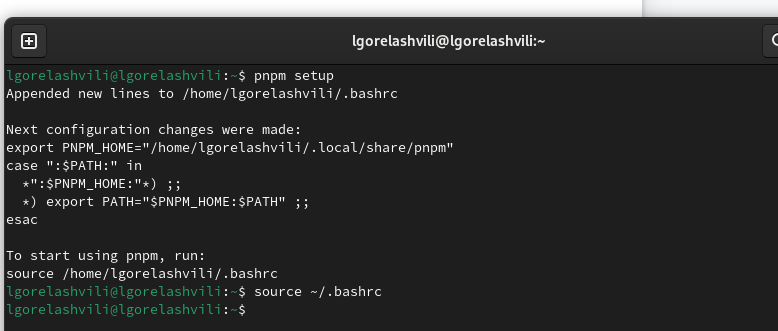 lgorelashvili@lgorelashvili:~
lgorelashvili@lgorelashvili:~$ pnpm setup
Appended new lines to /home/lgorelashvili/.bashrc

Next configuration changes were made:
export PNPM_HOME="/home/lgorelashvili/.local/share/pnpm"
case ":$PATH:" in
  *":$PNPM_HOME:"*) ;;
  *) export PATH="$PNPM_HOME:$PATH" ;;
esac

To start using pnpm, run:
source /home/lgorelashvili/.bashrc
lgorelashvili@lgorelashvili:~$ source ~/.bashrc
lgorelashvili@lgorelashvili:~$